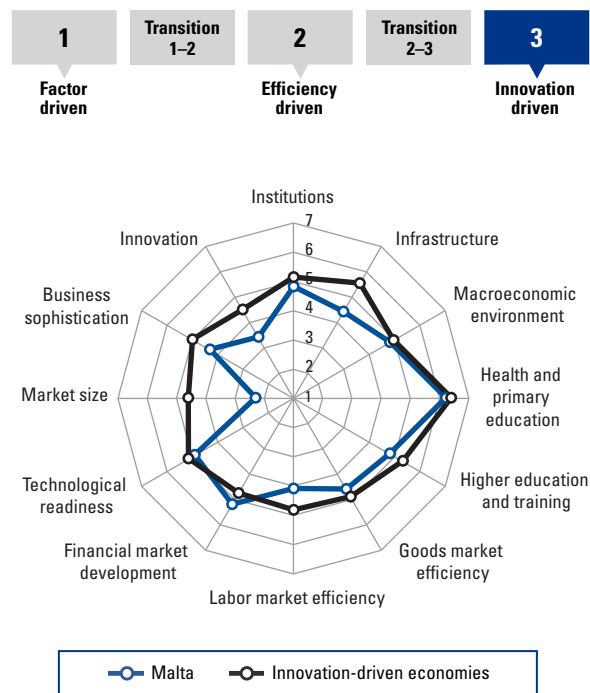 1
Transition
1–2
2
Transition
2–3
3
Factor
driven
Efficiency
driven
Innovation
driven
Institutions
7
Innovation
Infrastructure
6
5
Business
sophistication
Macroeconomic
environment
4
3
2
Market size
1
Health and
primary
education
Technological
readiness
Higher education
and training
Financial market
development
Goods market
efficiency
Labor market efficiency
Malta
Innovation-driven economies